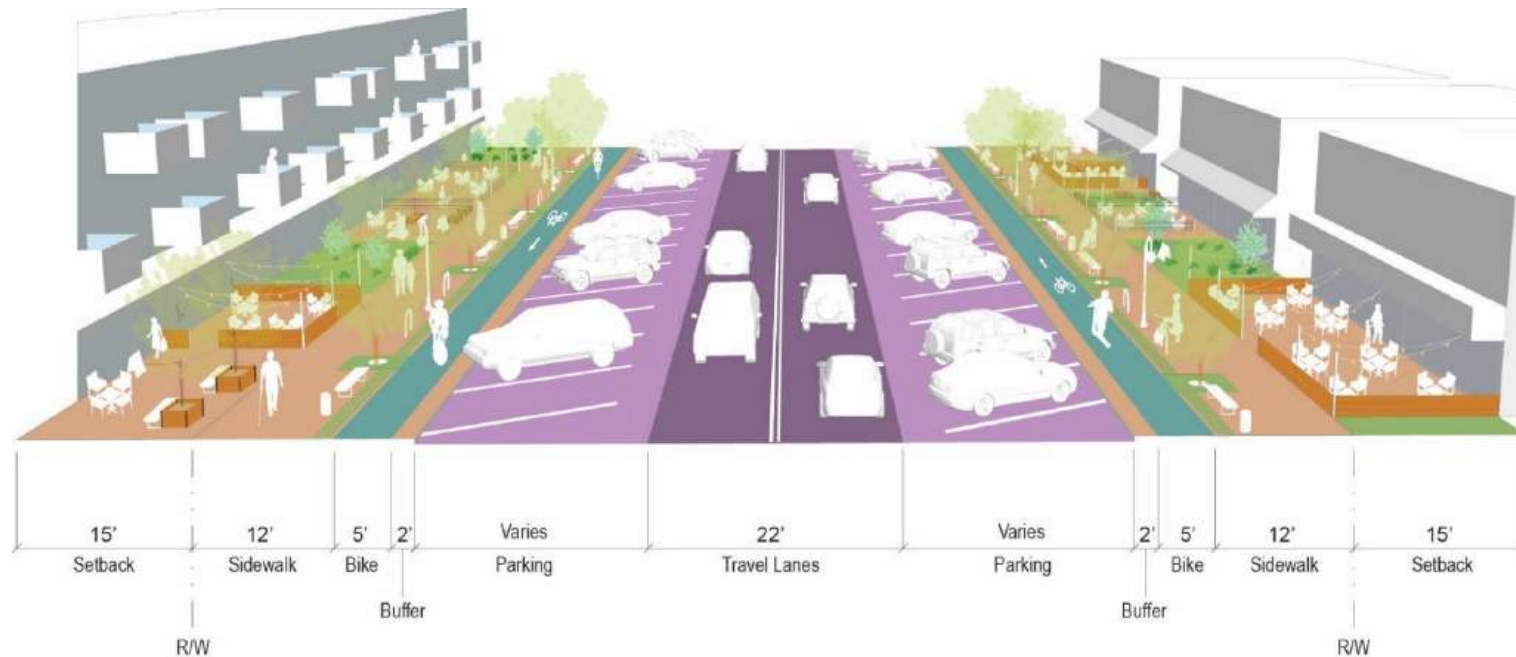 15' 12' 5' 2' Varies 22' Varies 2' 5' 12' 15'
Setback Sidewalk Bike Parking Travel Lanes Parking Bike Sidewalk Setback
Buffer Buffer
R/W R/W